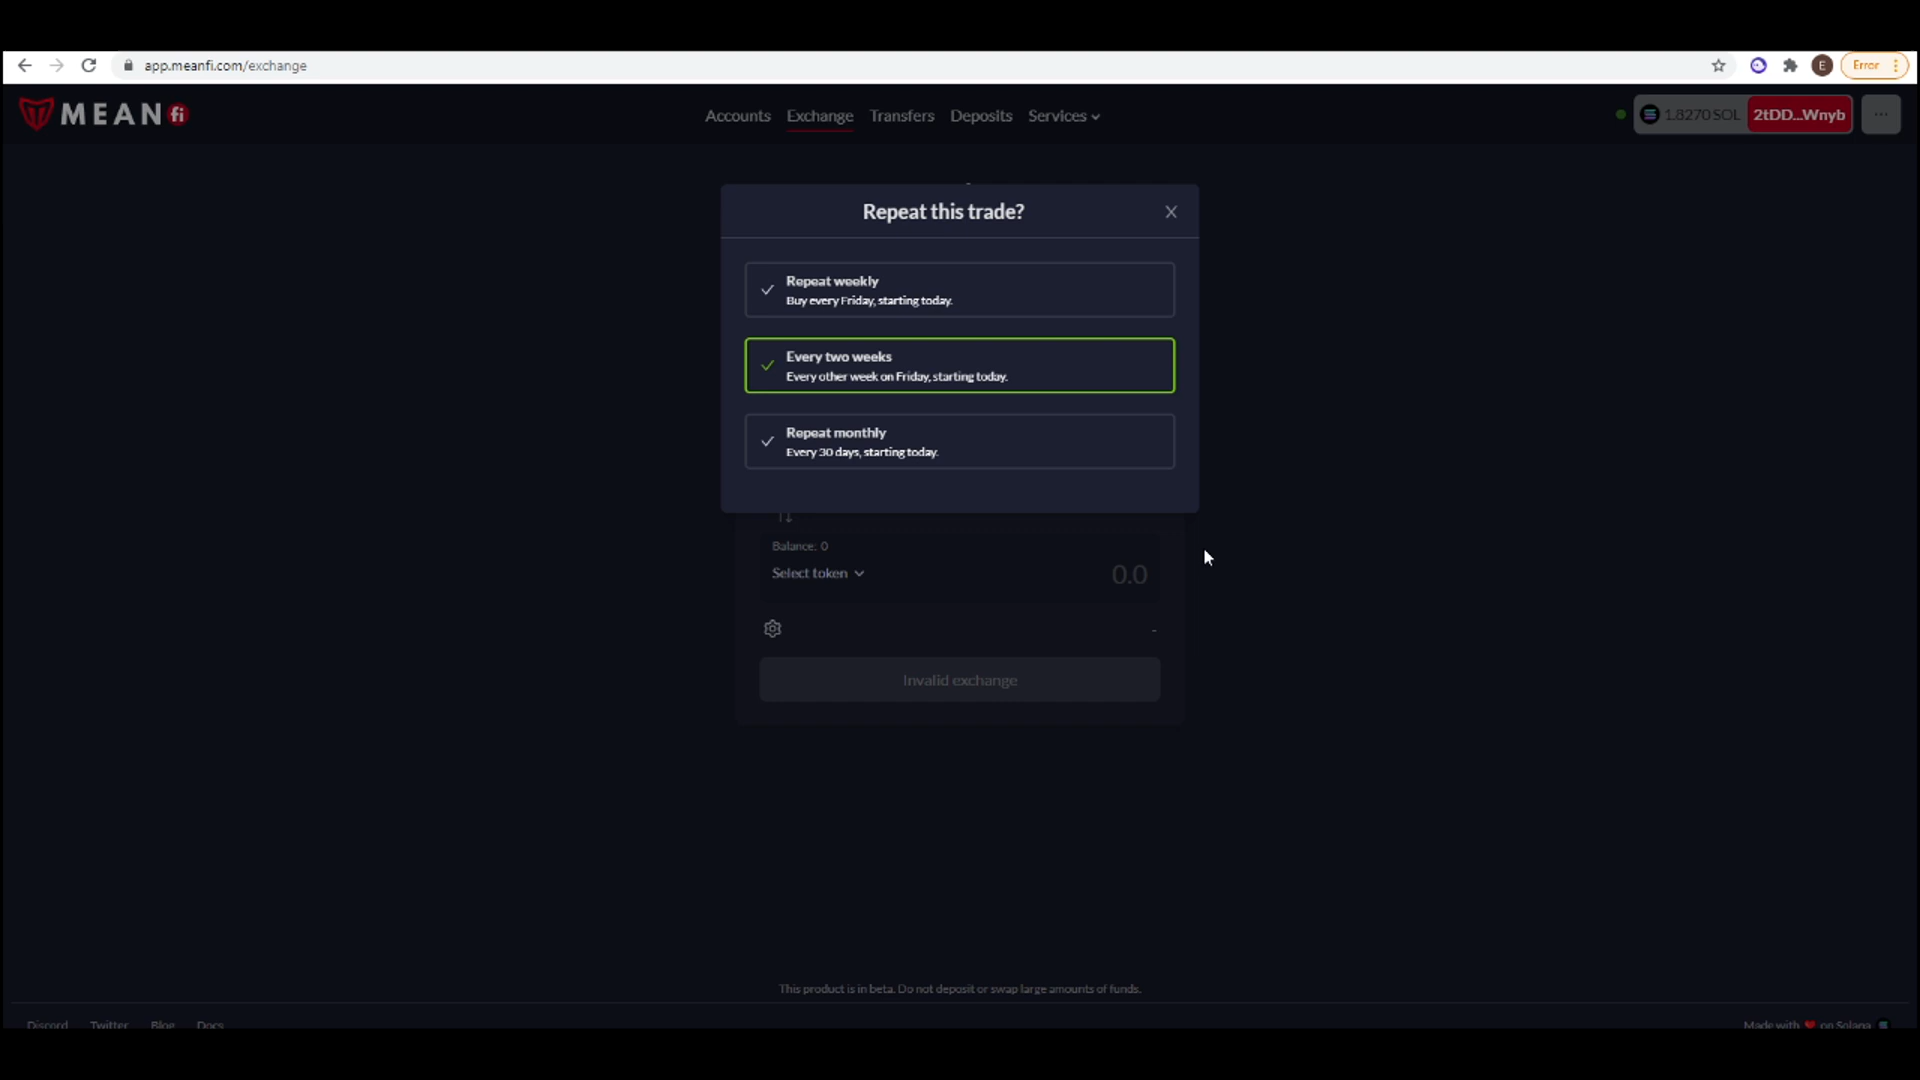 app.meanfi.com/exchange
Error
MEAN fi
Accounts Exchange Transfers Deposits Services
1.8270 SOL 2tDD...Wnyb
Repeat this trade?
Repeat weekly
Buy every Friday, starting today.
Every two weeks
Every other week on Friday, starting today.
Repeat monthly
Every 30 days, starting today.
Balance: 0
Select token 0.0
-
Invalid exchange
This product is in beta. Do not deposit or swap large amounts of funds.
Discord Twitter Blog Docs Made with ❤ on Solana